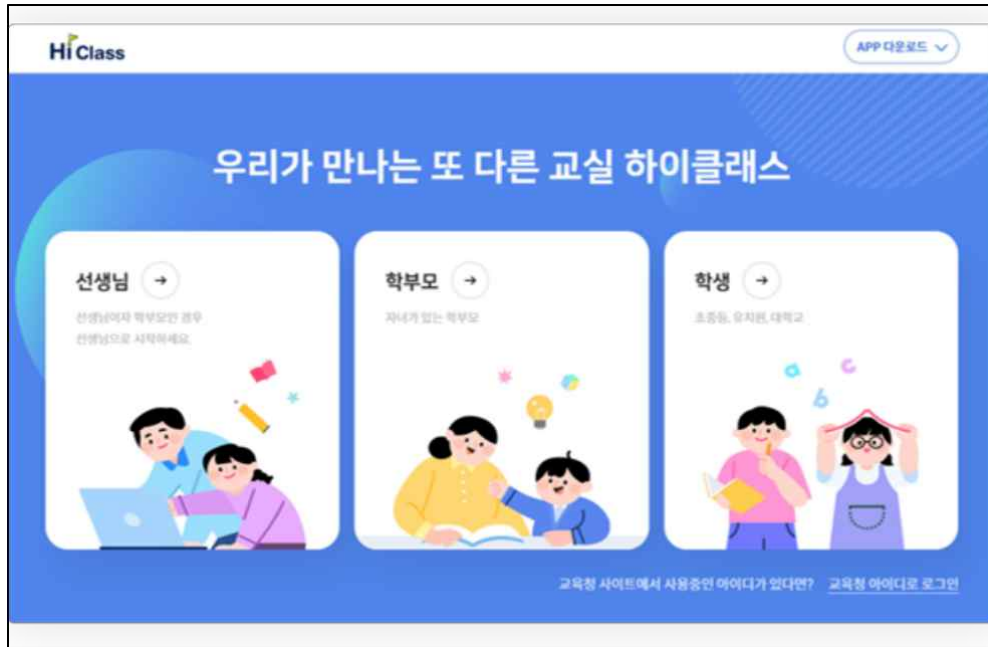 Hi Class
APP 다운로드
우리가 만나는 또 다른 교실 하이클래스
선생님
선생님이자 학부모인 경우
선생님으로 시작하세요.
학부모
자녀가 있는 학부모
학생
초중등, 유치원, 대학교
a c
b
교육청 사이트에서 사용중인 아이디가 있다면? 교육청 아이디로 로그인